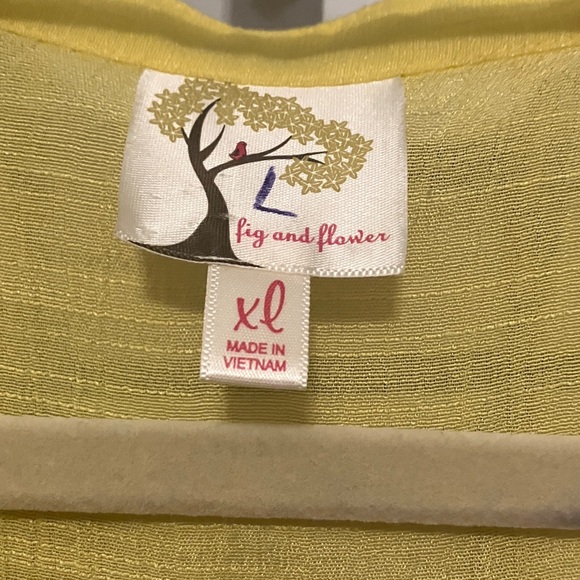 L
fig and flower
xl
MADE IN
VIETNAM